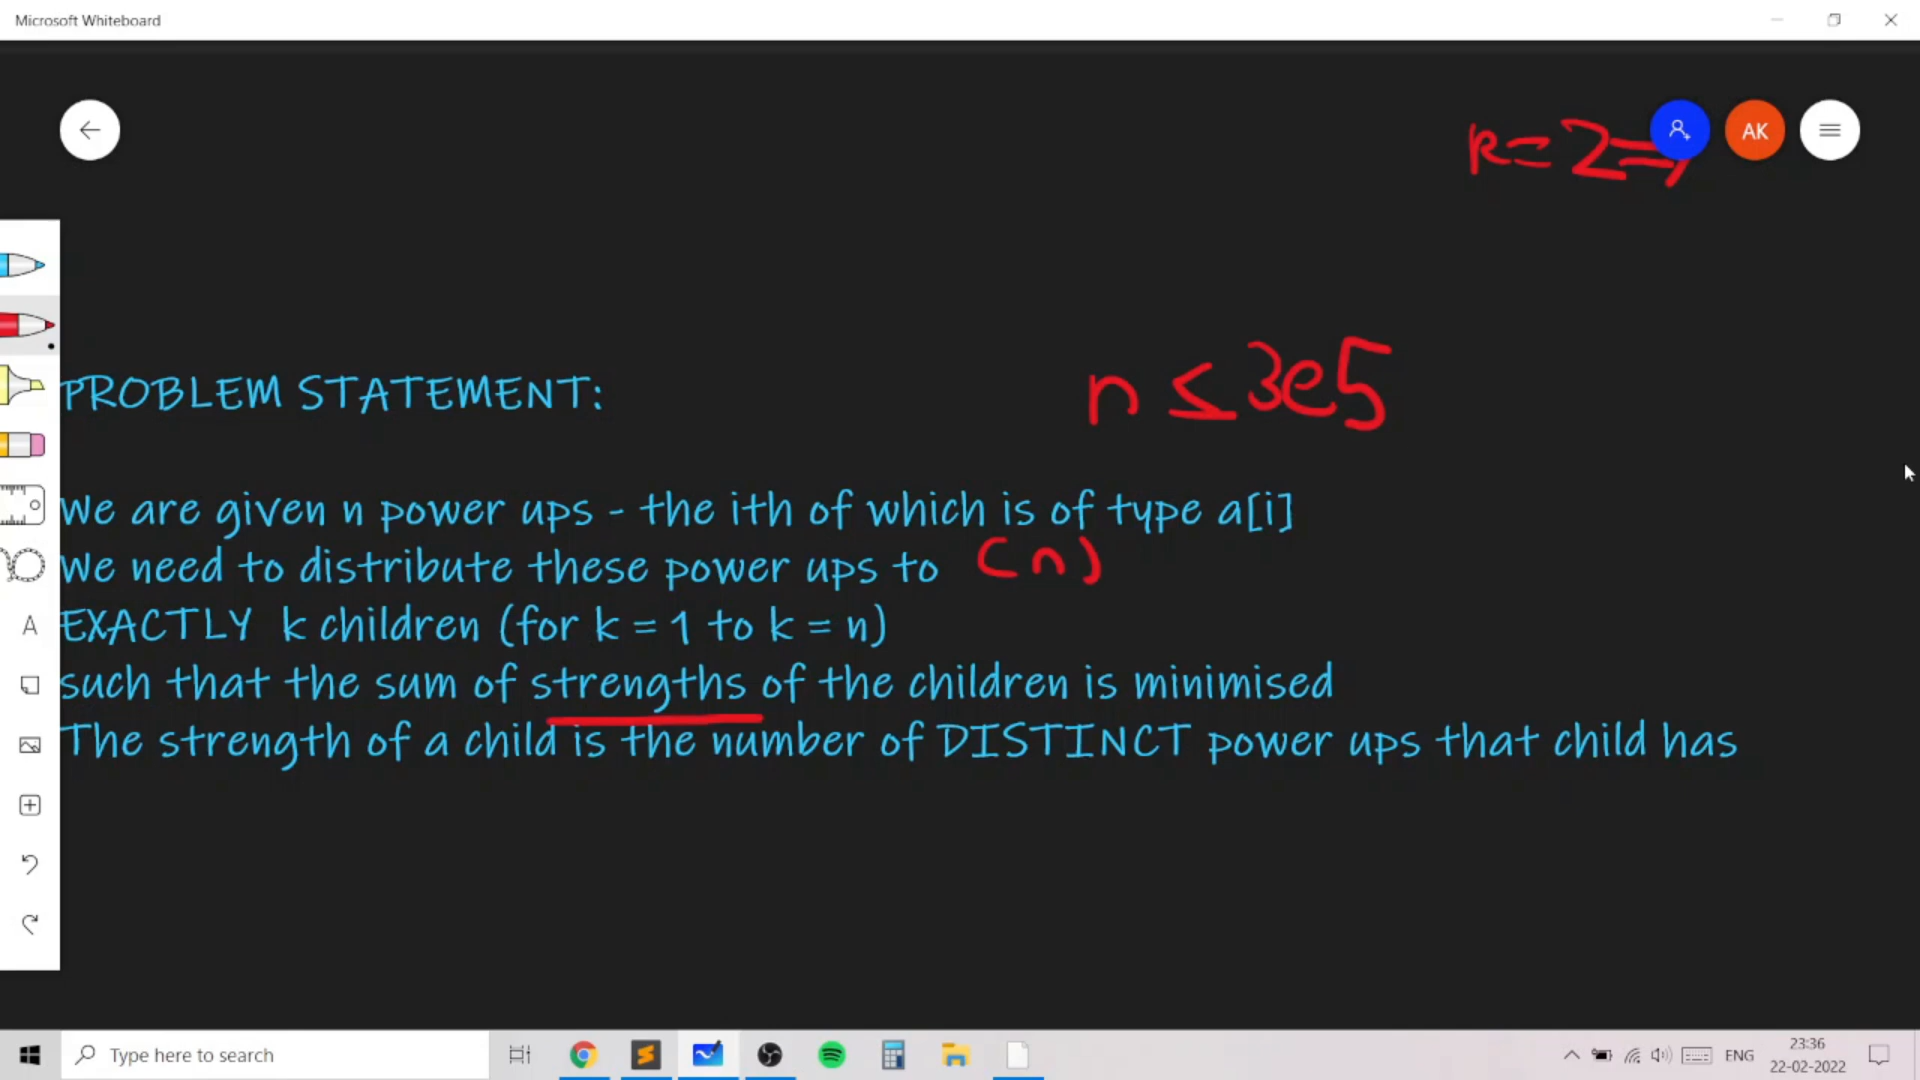 Microsoft Whiteboard
AK
k = 2 =
n ≤ 3e5
PROBLEM STATEMENT:
We are given n power ups - the ith of which is of type a[i]
We need to distribute these power ups to (n)
EXACTLY k children (for k = 1 to k = n)
such that the sum of strengths of the children is minimised
The strength of a child is the number of DISTINCT power ups that child has
A
Type here to search
ENG
23:36
22-02-2022